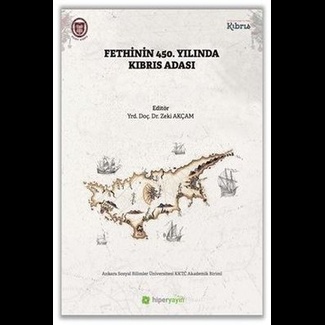 Kıbrıs
FETHİNİN 450. YILINDA
KIBRIS ADASI
Editör
Yrd. Doç. Dr. Zeki AKÇAM
Ankara Sosyal Bilimler Üniversitesi KKTC Akademik Birimi
hiperyayın